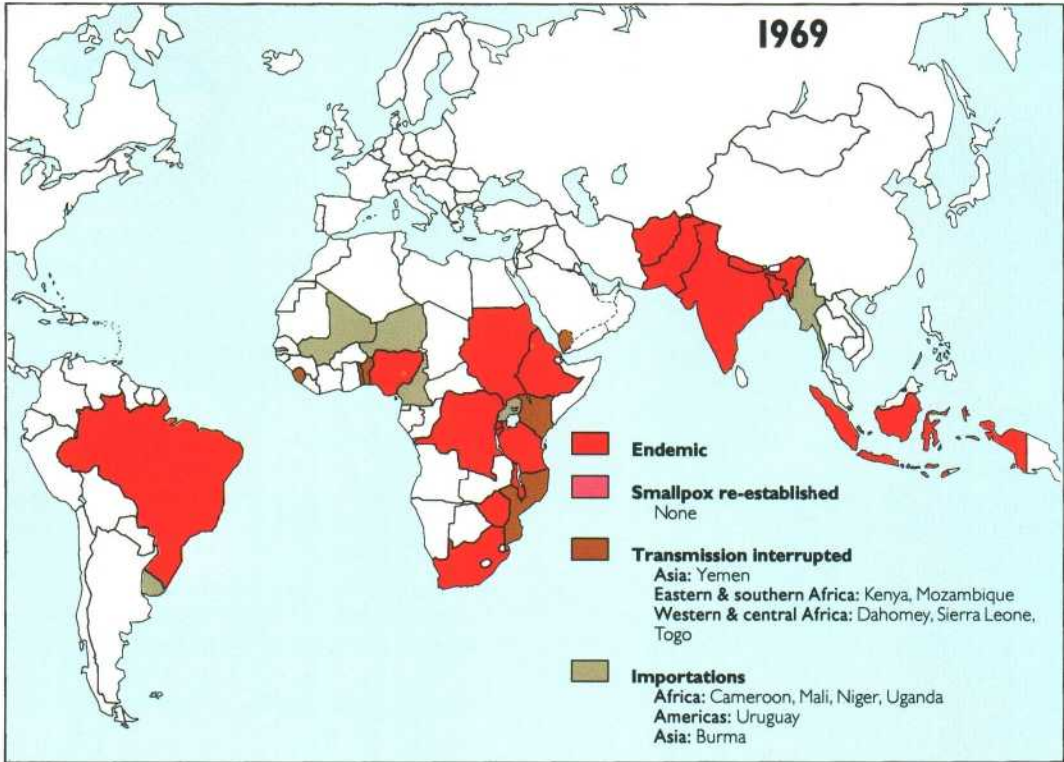 1969
Endemic
Smallpox re-established
None
Transmission interrupted
Asia: Yemen
Eastern & southern Africa: Kenya, Mozambique
Western & central Africa: Dahomey, Sierra Leone,
Togo
Importations
Africa: Cameroon, Mali, Niger, Uganda
Americas: Uruguay
Asia: Burma